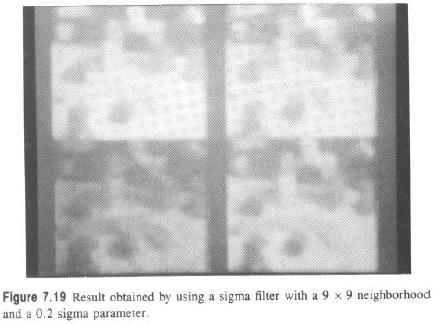 Figure 7.19 Result obtained by using a sigma filter with a 9 × 9 neighborhood
and a 0.2 sigma parameter.